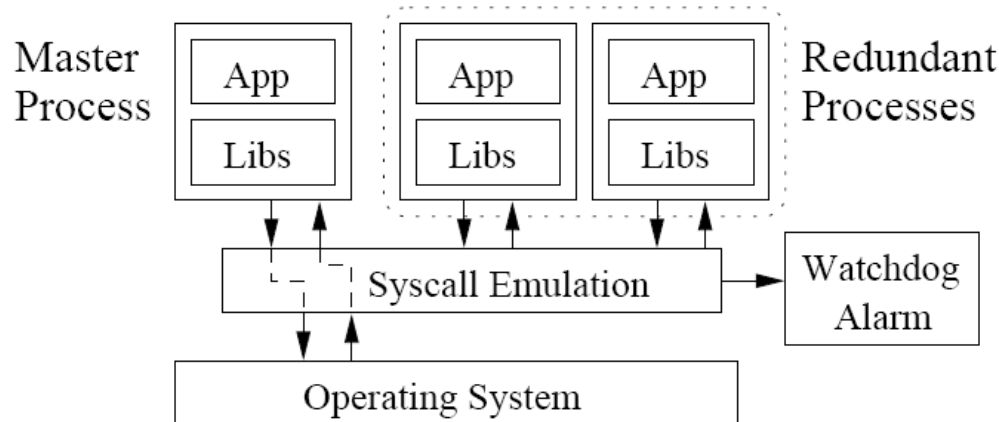 Master
Process
App
Libs
App
Libs
App
Libs
Redundant
Processes
Syscall Emulation
Watchdog
Alarm
Operating System